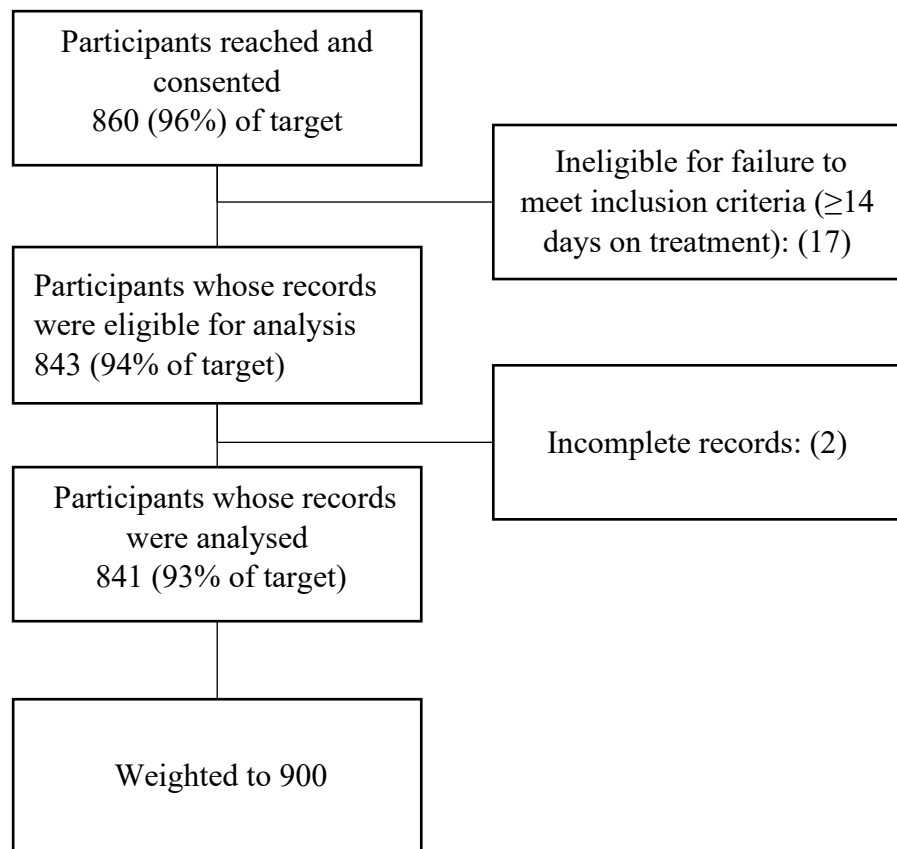 Participants reached and
consented
860 (96%) of target
Ineligible for failure to
meet inclusion criteria (≥14
days on treatment): (17)
Participants whose records
were eligible for analysis
843 (94% of target)
Incomplete records: (2)
Participants whose records
were analysed
841 (93% of target)
Weighted to 900